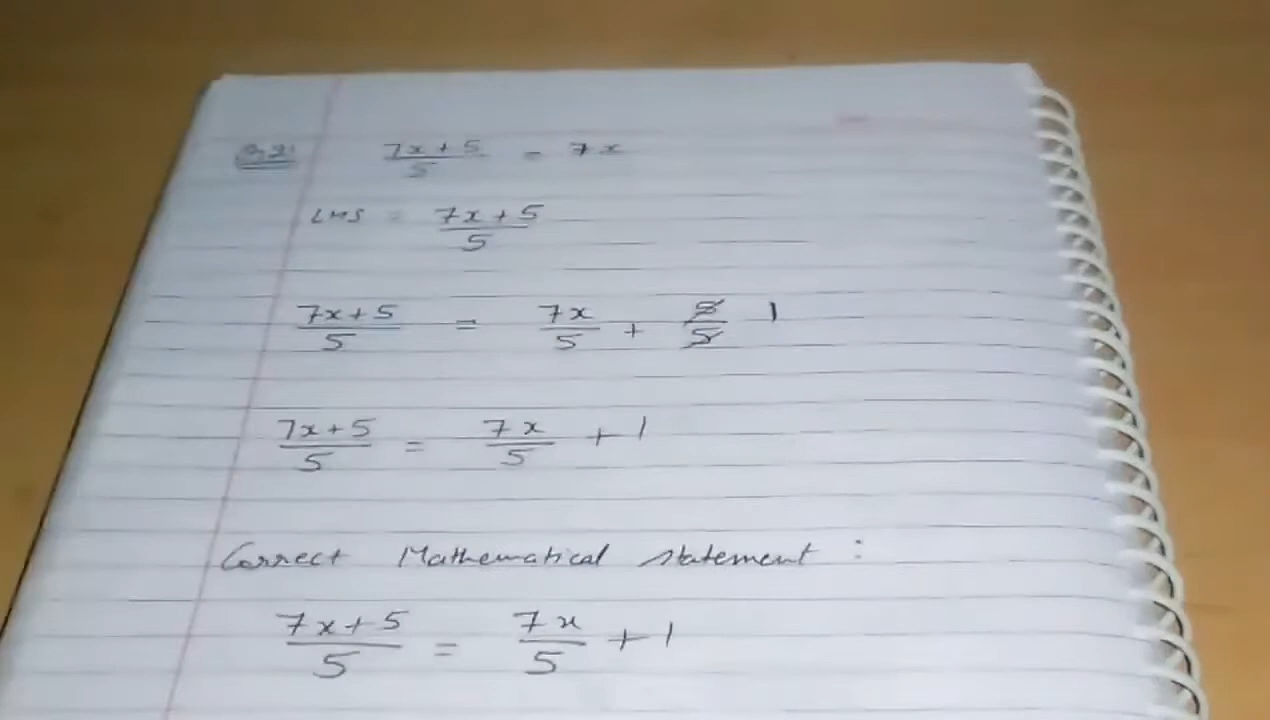 Q.21 (7x + 5)/5 = 7x
LHS = (7x + 5)/5
(7x + 5)/5 = 7x/5 + 5/5 1
(7x + 5)/5 = 7x/5 + 1
Correct Mathematical statement :
(7x + 5)/5 = 7x/5 + 1